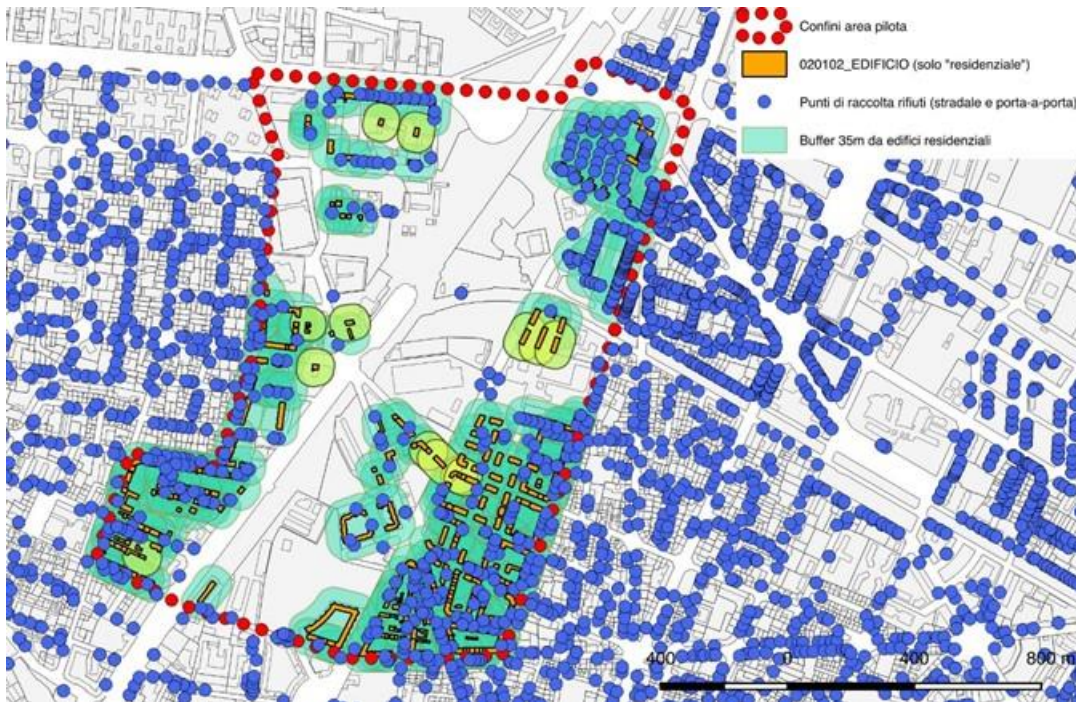 Confini area pilota
020102_EDIFICIO (solo "residenziale")
Punti di raccolta rifiuti (stradale e porta-a-porta)
Buffer 35m da edifici residenziali
400 0 400 800 m